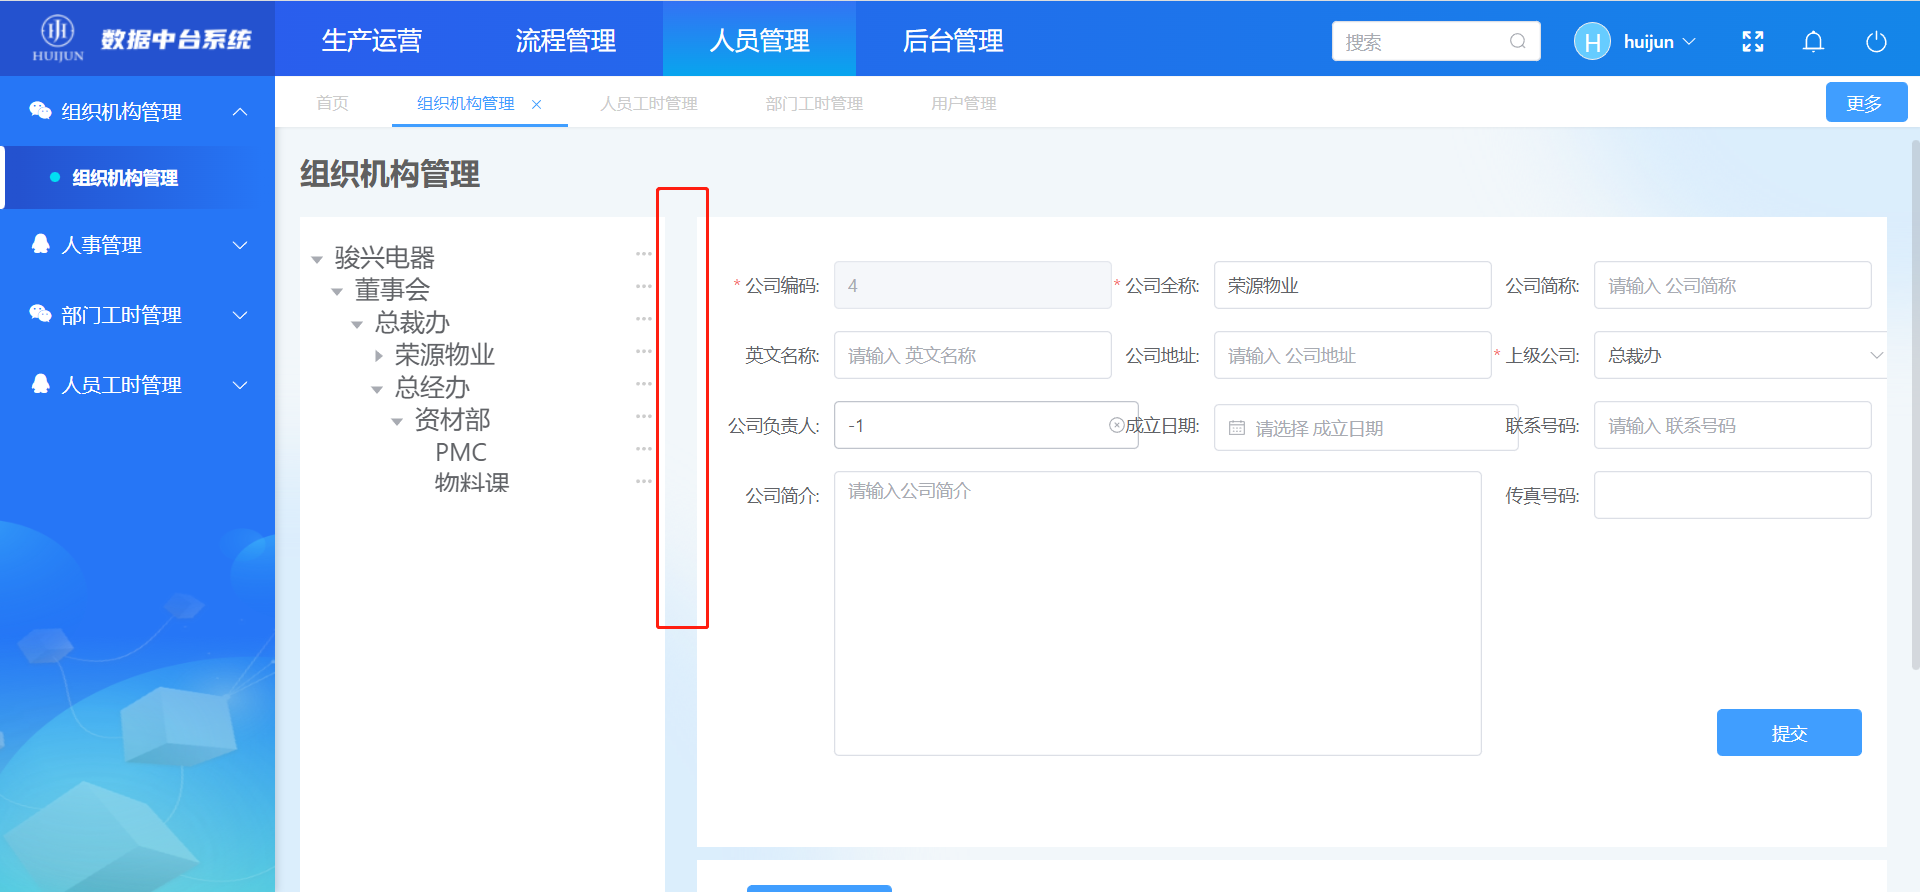 HUIJUN
数据中台系统
生产运营 流程管理 人员管理 后台管理
搜索
H huijun
组织机构管理
组织机构管理
人事管理
部门工时管理
人员工时管理
首页 组织机构管理 人员工时管理 部门工时管理 用户管理
更多
组织机构管理
骏兴电器
董事会
总裁办
荣源物业
总经办
资材部
PMC
物料课
* 公司编码: 4 * 公司全称: 荣源物业 公司简称: 请输入 公司简称
英文名称: 请输入 英文名称 公司地址: 请输入 公司地址 * 上级公司: 总裁办
公司负责人: -1 成立日期: 请选择 成立日期 联系号码: 请输入 联系号码
公司简介: 请输入公司简介 传真号码:
提交